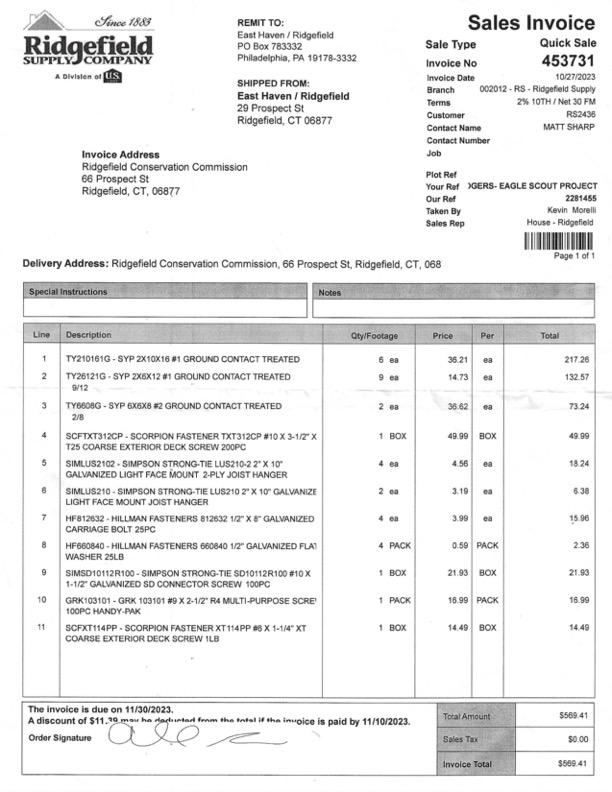 Since 1883
Ridgefield
SUPPLY COMPANY
A Division of US
REMIT TO:
East Haven / Ridgefield
PO Box 783332
Philadelphia, PA 19178-3332
SHIPPED FROM:
East Haven / Ridgefield
29 Prospect St
Ridgefield, CT 06877
Sales Invoice
Sale Type Quick Sale
Invoice No 453731
Invoice Date 10/27/2023
Branch 002012 - RS - Ridgefield Supply
Terms 2% 10TH / Net 30 FM
Customer RS2436
Contact Name MATT SHARP
Contact Number
Job
Plot Ref
Your Ref OGERS- EAGLE SCOUT PROJECT
Our Ref 2281455
Taken By Kevin Morelli
Sales Rep House - Ridgefield
Page 1 of 1
Invoice Address
Ridgefield Conservation Commission
66 Prospect St
Ridgefield, CT, 06877
Delivery Address: Ridgefield Conservation Commission, 66 Prospect St, Ridgefield, CT, 068
Special Instructions Notes
Line Description Qty/Footage Price Per Total
1 TY210161G - SYP 2X10X16 #1 GROUND CONTACT TREATED 6 ea 36.21 ea 217.26
2 TY26121G - SYP 2X6X12 #1 GROUND CONTACT TREATED 9 ea 14.73 ea 132.57
9/12
3 TY6608G - SYP 6X6X8 #2 GROUND CONTACT TREATED 2 ea 36.62 ea 73.24
2/8
4 SCFTXT312CP - SCORPION FASTENER TXT312CP #10 X 3-1/2" X 1 BOX 49.99 BOX 49.99
T25 COARSE EXTERIOR DECK SCREW 200PC
5 SIMLUS2102 - SIMPSON STRONG-TIE LUS210-2 2" X 10" 4 ea 4.56 ea 18.24
GALVANIZED LIGHT FACE MOUNT 2-PLY JOIST HANGER
6 SIMLUS210 - SIMPSON STRONG-TIE LUS210 2" X 10" GALVANIZE 2 ea 3.19 ea 6.38
LIGHT FACE MOUNT JOIST HANGER
7 HF812632 - HILLMAN FASTENERS 812632 1/2" X 8" GALVANIZED 4 ea 3.99 ea 15.96
CARRIAGE BOLT 25PC
8 HF660840 - HILLMAN FASTENERS 660840 1/2" GALVANIZED FLAT 4 PACK 0.59 PACK 2.36
WASHER 25LB
9 SIMSD10112R100 - SIMPSON STRONG-TIE SD10112R100 #10 X 1 BOX 21.93 BOX 21.93
1-1/2" GALVANIZED SD CONNECTOR SCREW 100PC
10 GRK103101 - GRK 103101 #9 X 2-1/2" R4 MULTI-PURPOSE SCREW 1 PACK 16.99 PACK 16.99
100PC HANDY-PAK
11 SCFXT114PP - SCORPION FASTENER XT114PP #6 X 1-1/4" XT 1 BOX 14.49 BOX 14.49
COARSE EXTERIOR DECK SCREW 1LB
The invoice is due on 11/30/2023.
A discount of $11.39 may be deducted from the total if the invoice is paid by 11/10/2023.
Order Signature
Total Amount $569.41
Sales Tax $0.00
Invoice Total $569.41